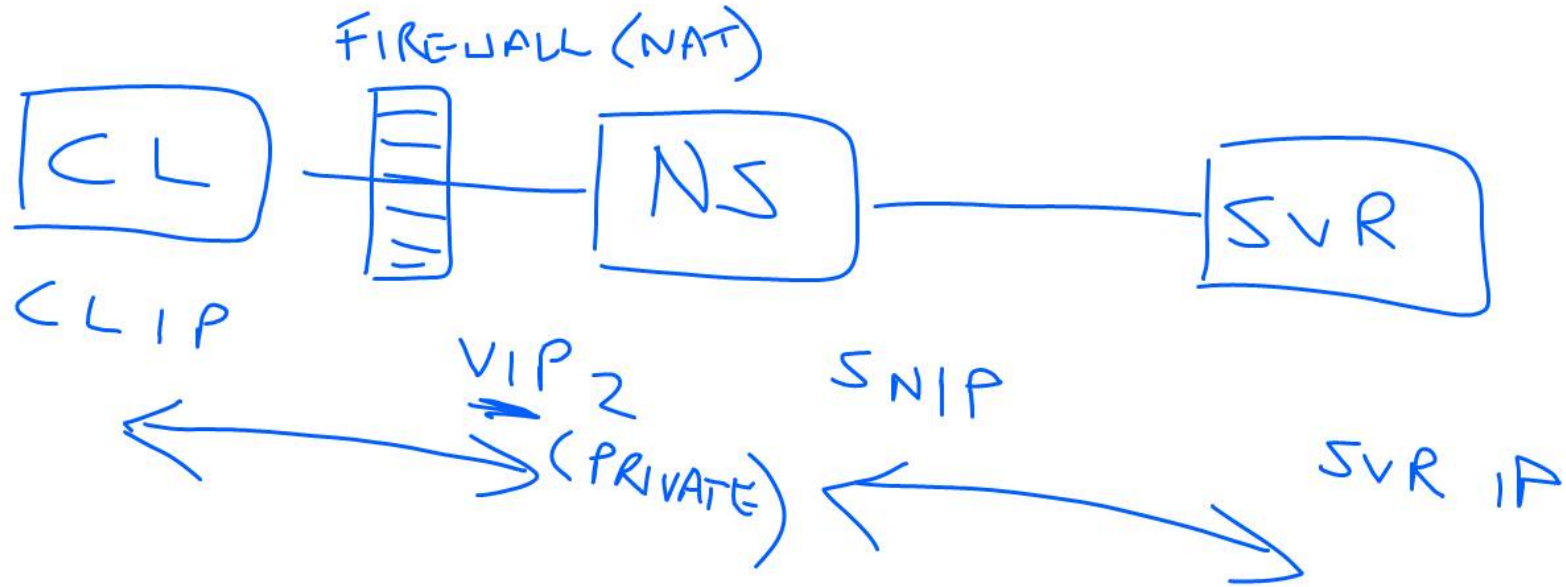 FIREWALL (NAT)
CL
NS
SVR
CLIP
VIP 2
(PRIVATE)
SNIP
SVR IP